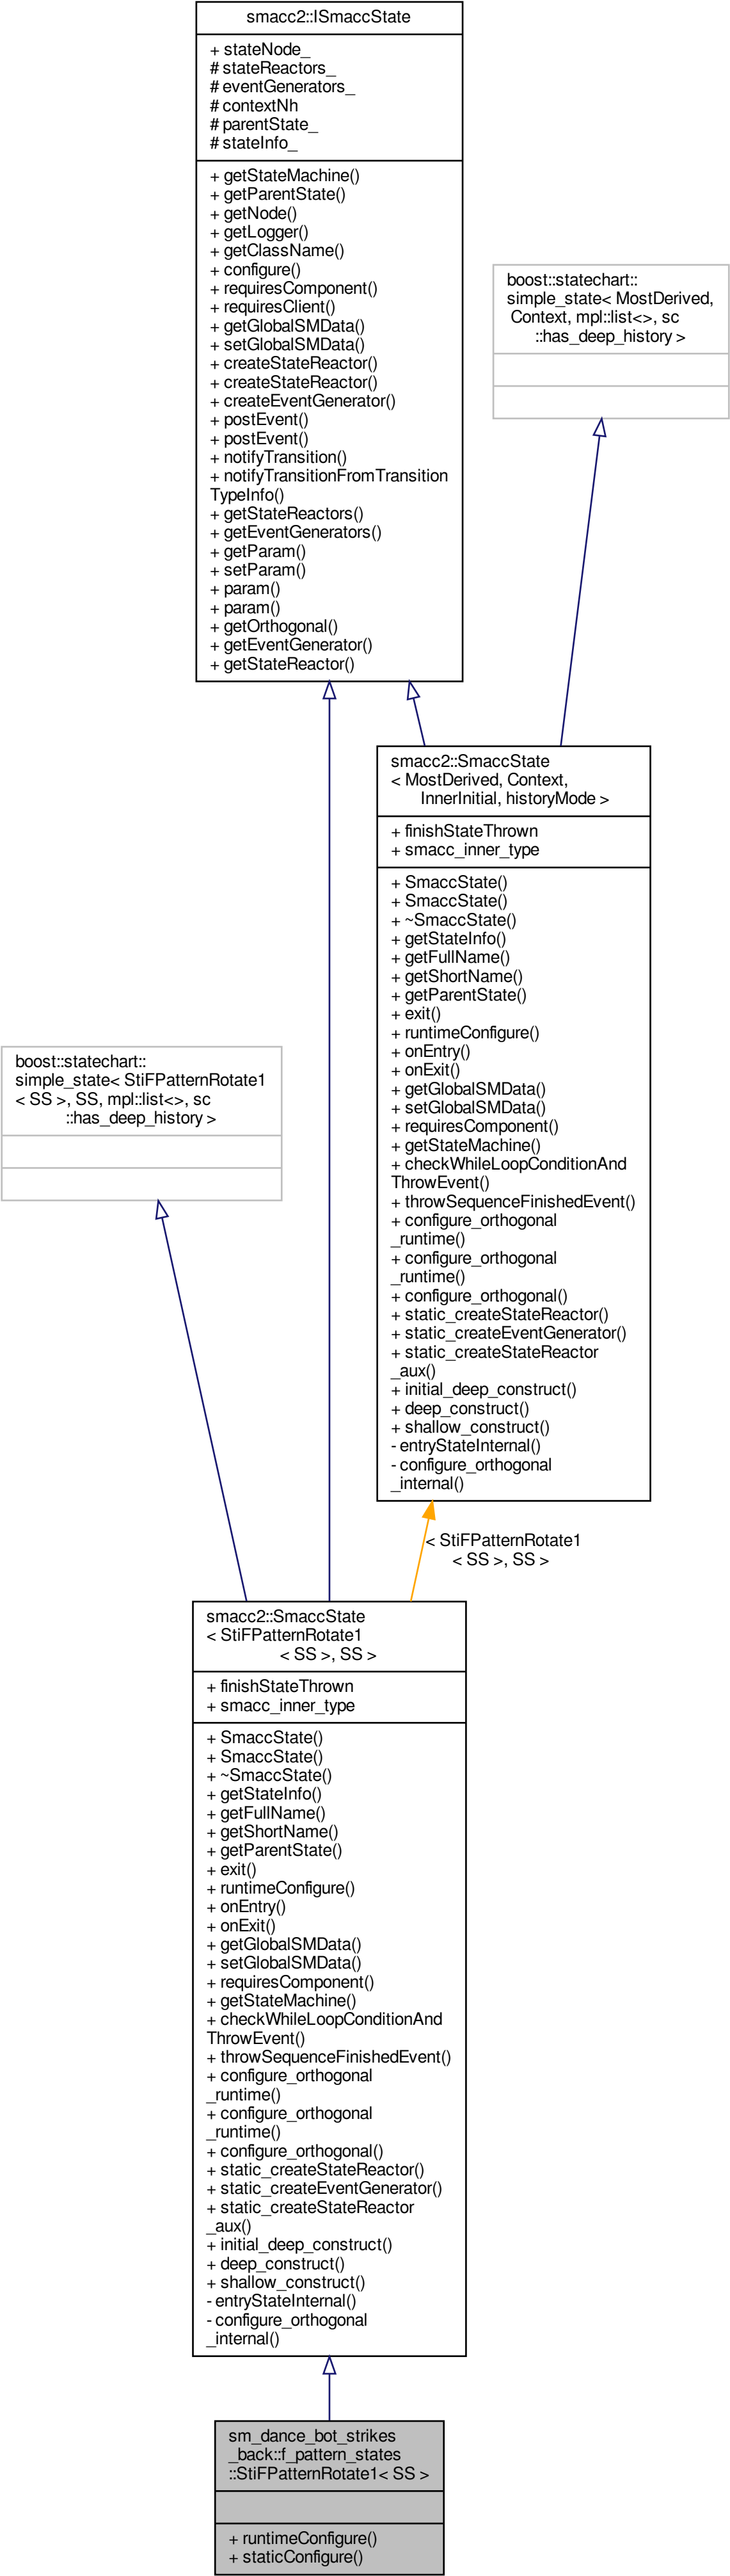 smacc2::ISmaccState
+ stateNode_
# stateReactors_
# eventGenerators_
# contextNh
# parentState_
# stateInfo_
+ getStateMachine()
+ getParentState()
+ getNode()
+ getLogger()
+ getClassName()
+ configure()
+ requiresComponent()
+ requiresClient()
+ getGlobalSMData()
+ setGlobalSMData()
+ createStateReactor()
+ createStateReactor()
+ createEventGenerator()
+ postEvent()
+ postEvent()
+ notifyTransition()
+ notifyTransitionFromTransition
TypeInfo()
+ getStateReactors()
+ getEventGenerators()
+ getParam()
+ setParam()
+ param()
+ param()
+ getOrthogonal()
+ getEventGenerator()
+ getStateReactor()
boost::statechart::
simple_state< MostDerived,
Context, mpl::list<>, sc
::has_deep_history >
smacc2::SmaccState
< MostDerived, Context,
InnerInitial, historyMode >
+ finishStateThrown
+ smacc_inner_type
+ SmaccState()
+ SmaccState()
+ ~SmaccState()
+ getStateInfo()
+ getFullName()
+ getShortName()
+ getParentState()
+ exit()
+ runtimeConfigure()
+ onEntry()
+ onExit()
+ getGlobalSMData()
+ setGlobalSMData()
+ requiresComponent()
+ getStateMachine()
+ checkWhileLoopConditionAnd
ThrowEvent()
+ throwSequenceFinishedEvent()
+ configure_orthogonal
_runtime()
+ configure_orthogonal
_runtime()
+ configure_orthogonal()
+ static_createStateReactor()
+ static_createEventGenerator()
+ static_createStateReactor
_aux()
+ initial_deep_construct()
+ deep_construct()
+ shallow_construct()
- entryStateInternal()
- configure_orthogonal
_internal()
boost::statechart::
simple_state< StiFPatternRotate1
< SS >, SS, mpl::list<>, sc
::has_deep_history >
< StiFPatternRotate1
< SS >, SS >
smacc2::SmaccState
< StiFPatternRotate1
< SS >, SS >
+ finishStateThrown
+ smacc_inner_type
+ SmaccState()
+ SmaccState()
+ ~SmaccState()
+ getStateInfo()
+ getFullName()
+ getShortName()
+ getParentState()
+ exit()
+ runtimeConfigure()
+ onEntry()
+ onExit()
+ getGlobalSMData()
+ setGlobalSMData()
+ requiresComponent()
+ getStateMachine()
+ checkWhileLoopConditionAnd
ThrowEvent()
+ throwSequenceFinishedEvent()
+ configure_orthogonal
_runtime()
+ configure_orthogonal
_runtime()
+ configure_orthogonal()
+ static_createStateReactor()
+ static_createEventGenerator()
+ static_createStateReactor
_aux()
+ initial_deep_construct()
+ deep_construct()
+ shallow_construct()
- entryStateInternal()
- configure_orthogonal
_internal()
sm_dance_bot_strikes
_back::f_pattern_states
::StiFPatternRotate1< SS >
+ runtimeConfigure()
+ staticConfigure()